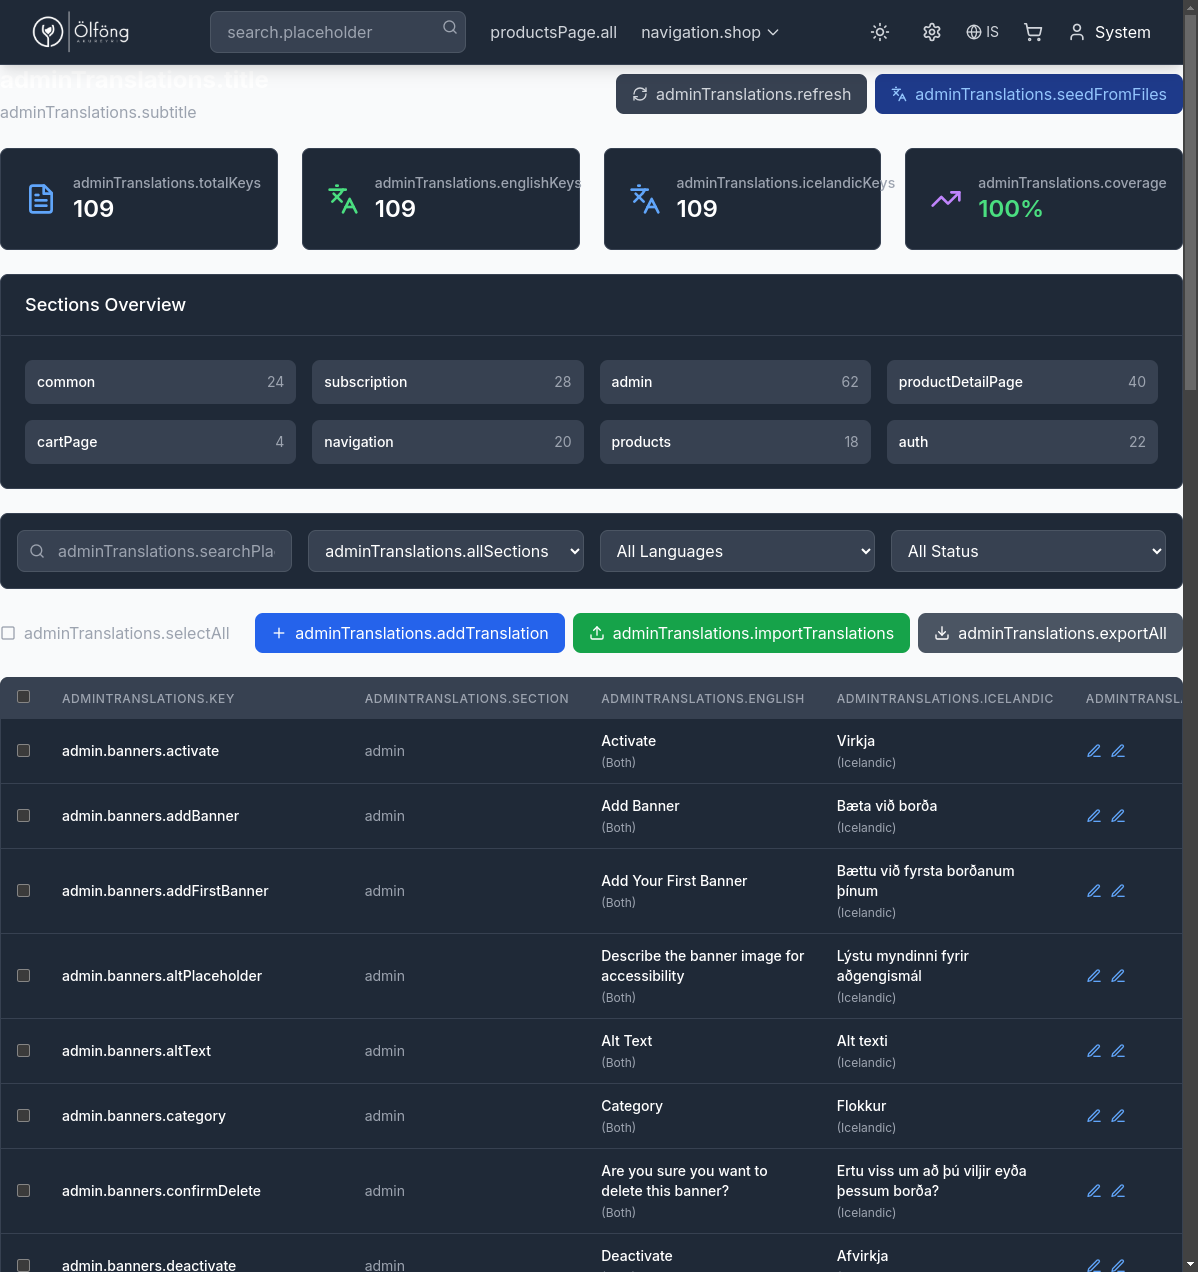 Ölföng
search.placeholder
productsPage.all
navigation.shop
IS
System
adminTranslations.title
adminTranslations.subtitle
adminTranslations.refresh
adminTranslations.seedFromFiles
adminTranslations.totalKeys
109
adminTranslations.englishKeys
109
adminTranslations.icelandicKeys
109
adminTranslations.coverage
100%
Sections Overview
common 24
subscription 28
admin 62
productDetailPage 40
cartPage 4
navigation 20
products 18
auth 22
adminTranslations.searchPla
adminTranslations.allSections
All Languages
All Status
adminTranslations.selectAll
adminTranslations.addTranslation
adminTranslations.importTranslations
adminTranslations.exportAll
ADMINTRANSLATIONS.KEY ADMINTRANSLATIONS.SECTION ADMINTRANSLATIONS.ENGLISH ADMINTRANSLATIONS.ICELANDIC ADMINTRANSL
admin.banners.activate
admin
Activate
(Both)
Virkja
(Icelandic)
admin.banners.addBanner
admin
Add Banner
(Both)
Bæta við borða
(Icelandic)
admin.banners.addFirstBanner
admin
Add Your First Banner
(Both)
Bættu við fyrsta borðanum
þínum
(Icelandic)
admin.banners.altPlaceholder
admin
Describe the banner image for
accessibility
(Both)
Lýstu myndinni fyrir
aðgengismál
(Icelandic)
admin.banners.altText
admin
Alt Text
(Both)
Alt texti
(Icelandic)
admin.banners.category
admin
Category
(Both)
Flokkur
(Icelandic)
admin.banners.confirmDelete
admin
Are you sure you want to
delete this banner?
(Both)
Ertu viss um að þú viljir eyða
þessum borða?
(Icelandic)
admin.banners.deactivate
admin
Deactivate
Afvirkja